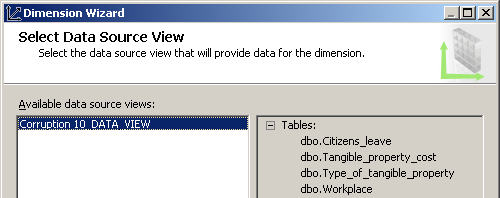 Dimension Wizard
Select Data Source View
Select the data source view that will provide data for the dimension.
Available data source views:
Corruption 10_DATA_VIEW
Tables:
dbo.Citizens_leave
dbo.Tangible_property_cost
dbo.Type_of_tangible_property
dbo.Workplace